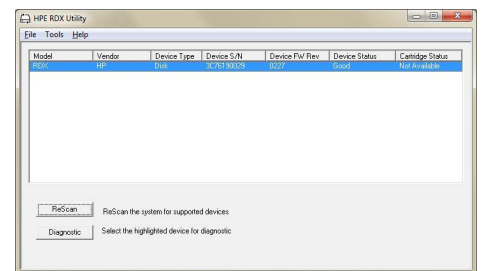 HPE RDX Utility
File Tools Help
Model Vendor Device Type Device S/N Device FW Rev Device Status Cartridge Status
RDX HP Disk 3C76190029 0227 Good Not Available
ReScan ReScan the system for supported devices
Diagnostic Select the highlighted device for diagnostic